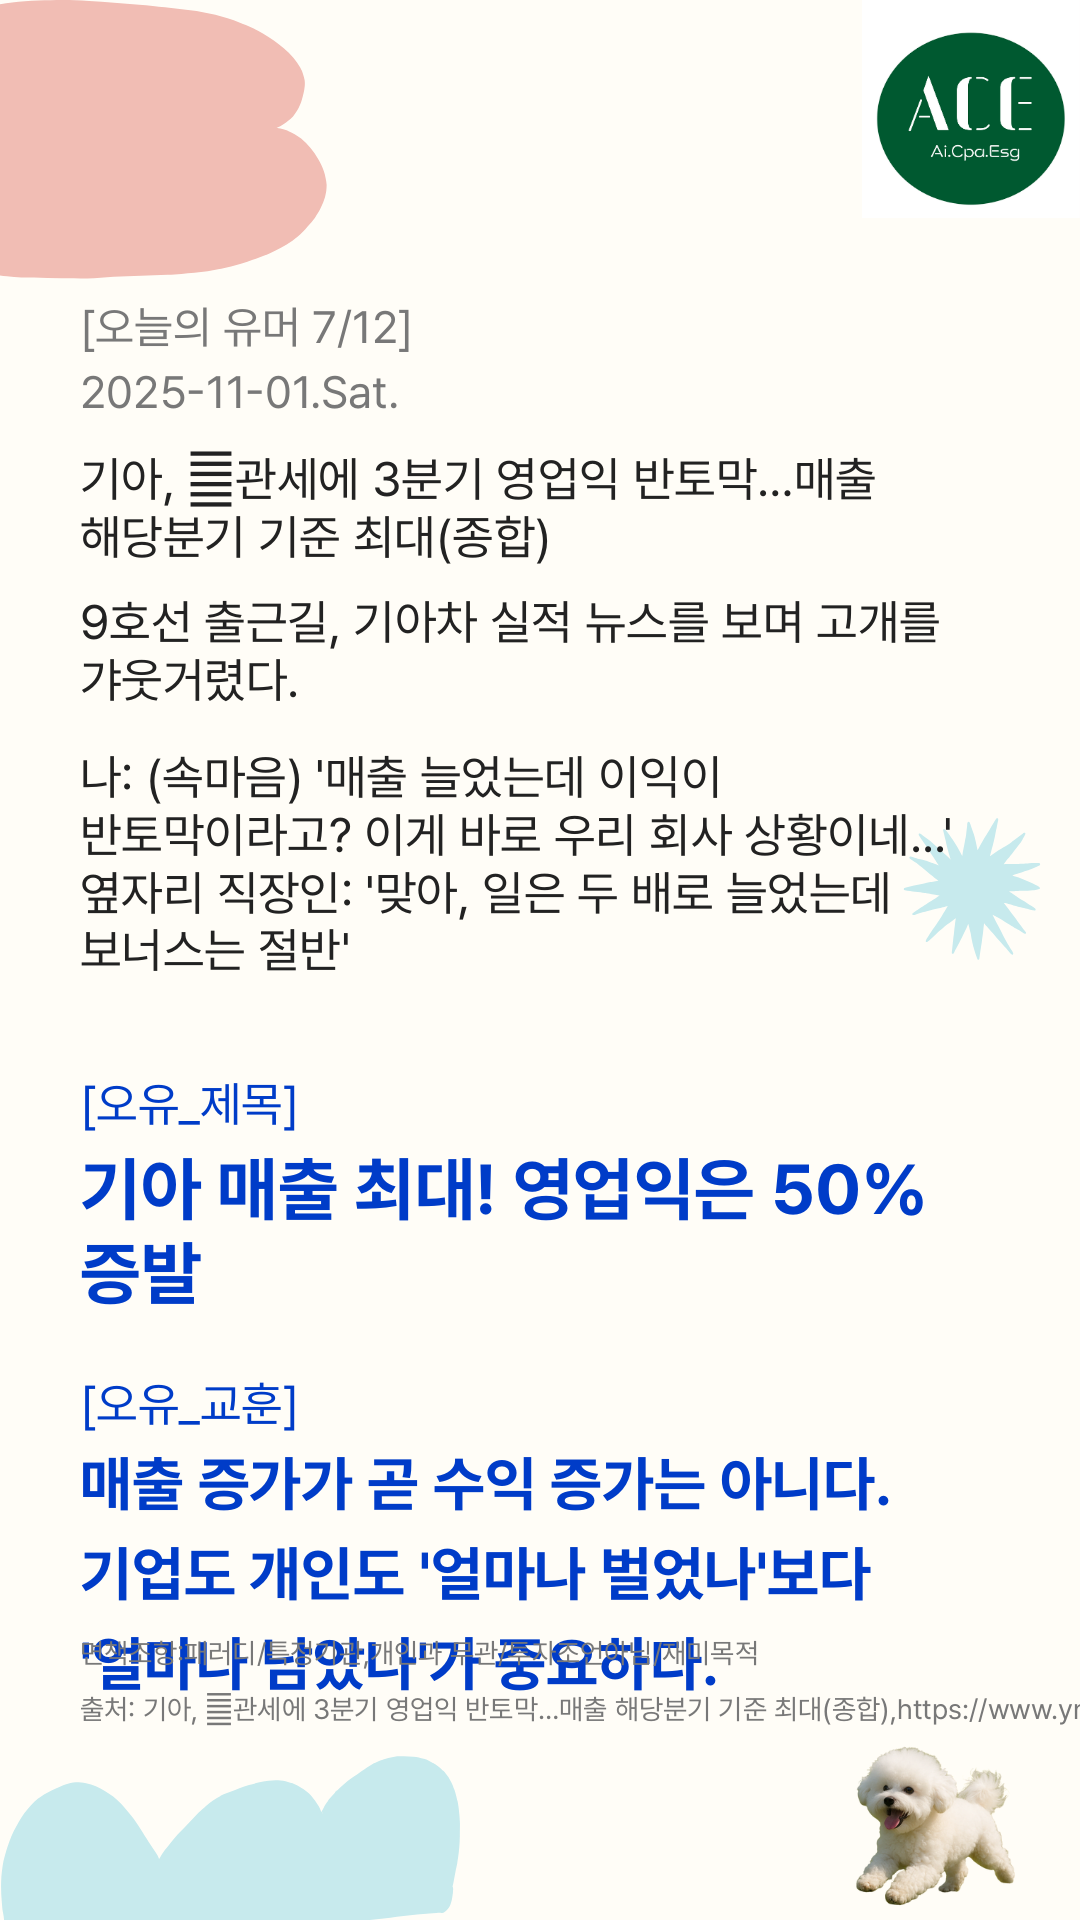 ACE
Ai.Cpa.Esg
[오늘의 유머 7/12]
2025-11-01.Sat.
기아, 관세에 3분기 영업익 반토막…매출
해당분기 기준 최대(종합)
9호선 출근길, 기아차 실적 뉴스를 보며 고개를
갸웃거렸다.
나: (속마음) '매출 늘었는데 이익이
반토막이라고? 이게 바로 우리 회사 상황이네...'
옆자리 직장인: '맞아, 일은 두 배로 늘었는데
보너스는 절반'
[오유_제목]
기아 매출 최대! 영업익은 50%
증발
[오유_교훈]
매출 증가가 곧 수익 증가는 아니다.
기업도 개인도 '얼마나 벌었나'보다
'얼마나 남았나'가 중요하다.
면책조항:패러디/특정기관,개인과 무관/투자조언아님/재미목적
출처: 기아, 관세에 3분기 영업익 반토막…매출 해당분기 기준 최대(종합),https://www.yn